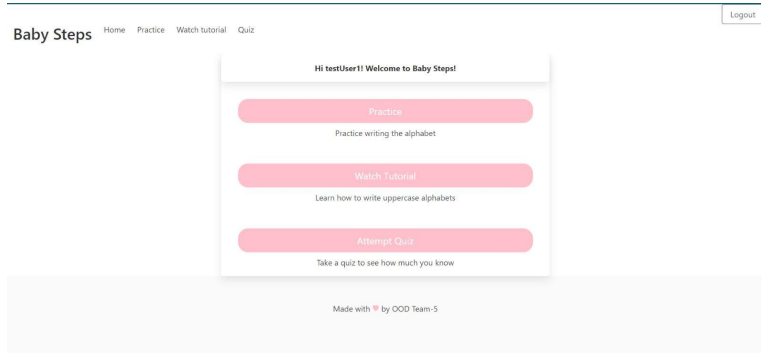 Logout
Baby Steps Home Practice Watch tutorial Quiz
Hi testUser1! Welcome to Baby Steps!
Practice
Practice writing the alphabet
Watch Tutorial
Learn how to write uppercase alphabets
Attempt Quiz
Take a quiz to see how much you know
Made with 💗 by OOD Team-5